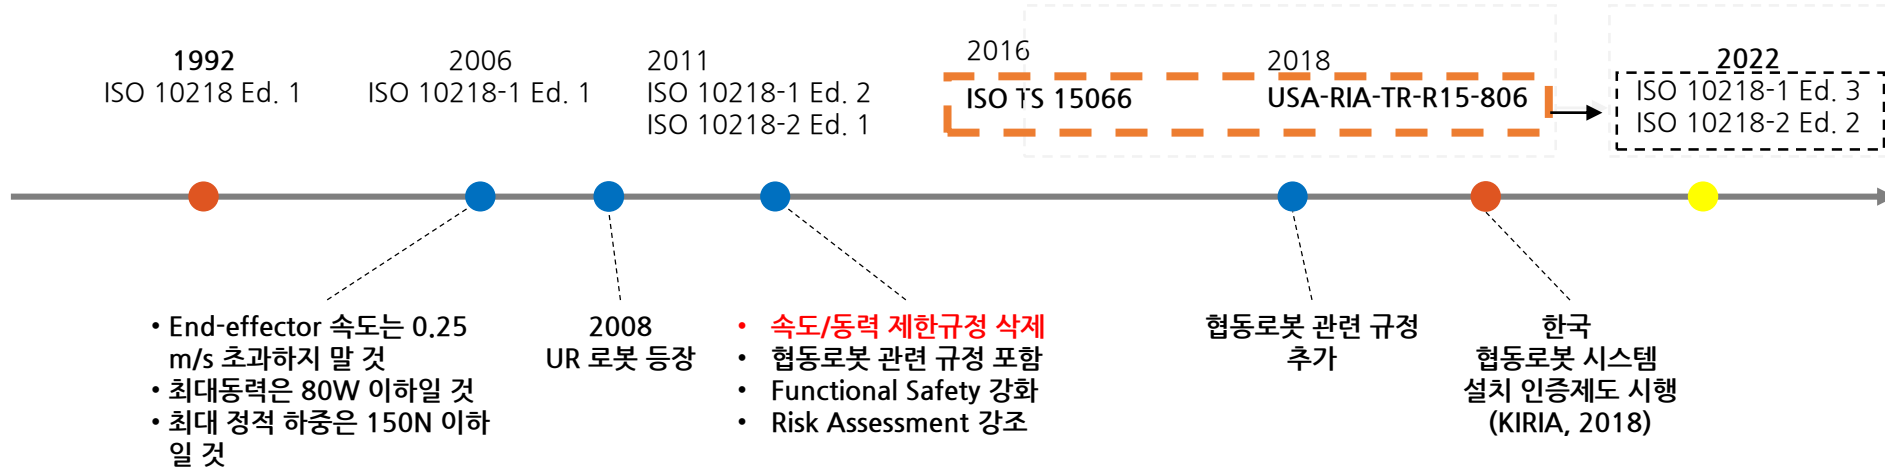 1992
ISO 10218 Ed. 1
2006
ISO 10218-1 Ed. 1
2011
ISO 10218-1 Ed. 2
ISO 10218-2 Ed. 1
2016
ISO TS 15066
2018
USA-RIA-TR-R15-806
2022
ISO 10218-1 Ed. 3
ISO 10218-2 Ed. 2
• End-effector 속도는 0.25
m/s 초과하지 말 것
• 최대동력은 80W 이하일 것
• 최대 정적 하중은 150N 이하
일 것
2008
UR 로봇 등장
• 속도/동력 제한규정 삭제
• 협동로봇 관련 규정 포함
• Functional Safety 강화
• Risk Assessment 강조
협동로봇 관련 규정
추가
한국
협동로봇 시스템
설치 인증제도 시행
(KIRIA, 2018)